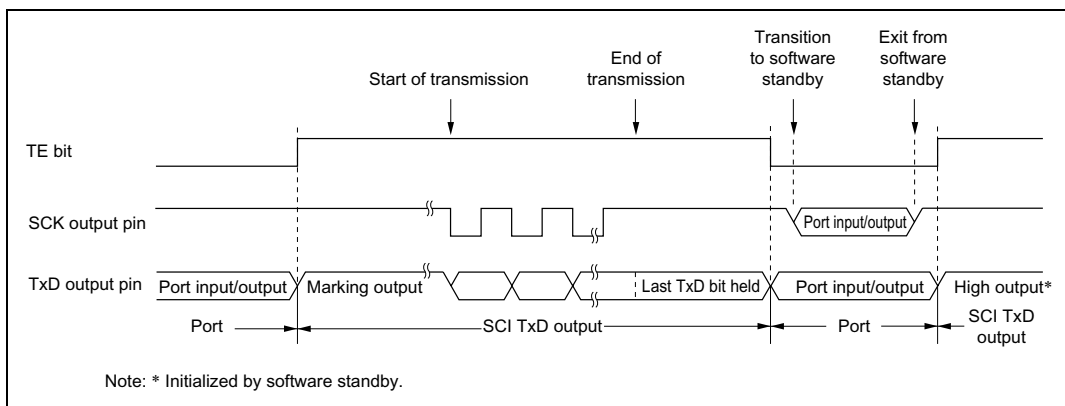 Start of transmission
End of
transmission
Transition
to software
standby
Exit from
software
standby
TE bit
SCK output pin
Port input/output
TxD output pin
Port input/output
Marking output
Last TxD bit held
Port input/output
High output*
Port
SCI TxD output
Port
SCI TxD
output
Note: * Initialized by software standby.